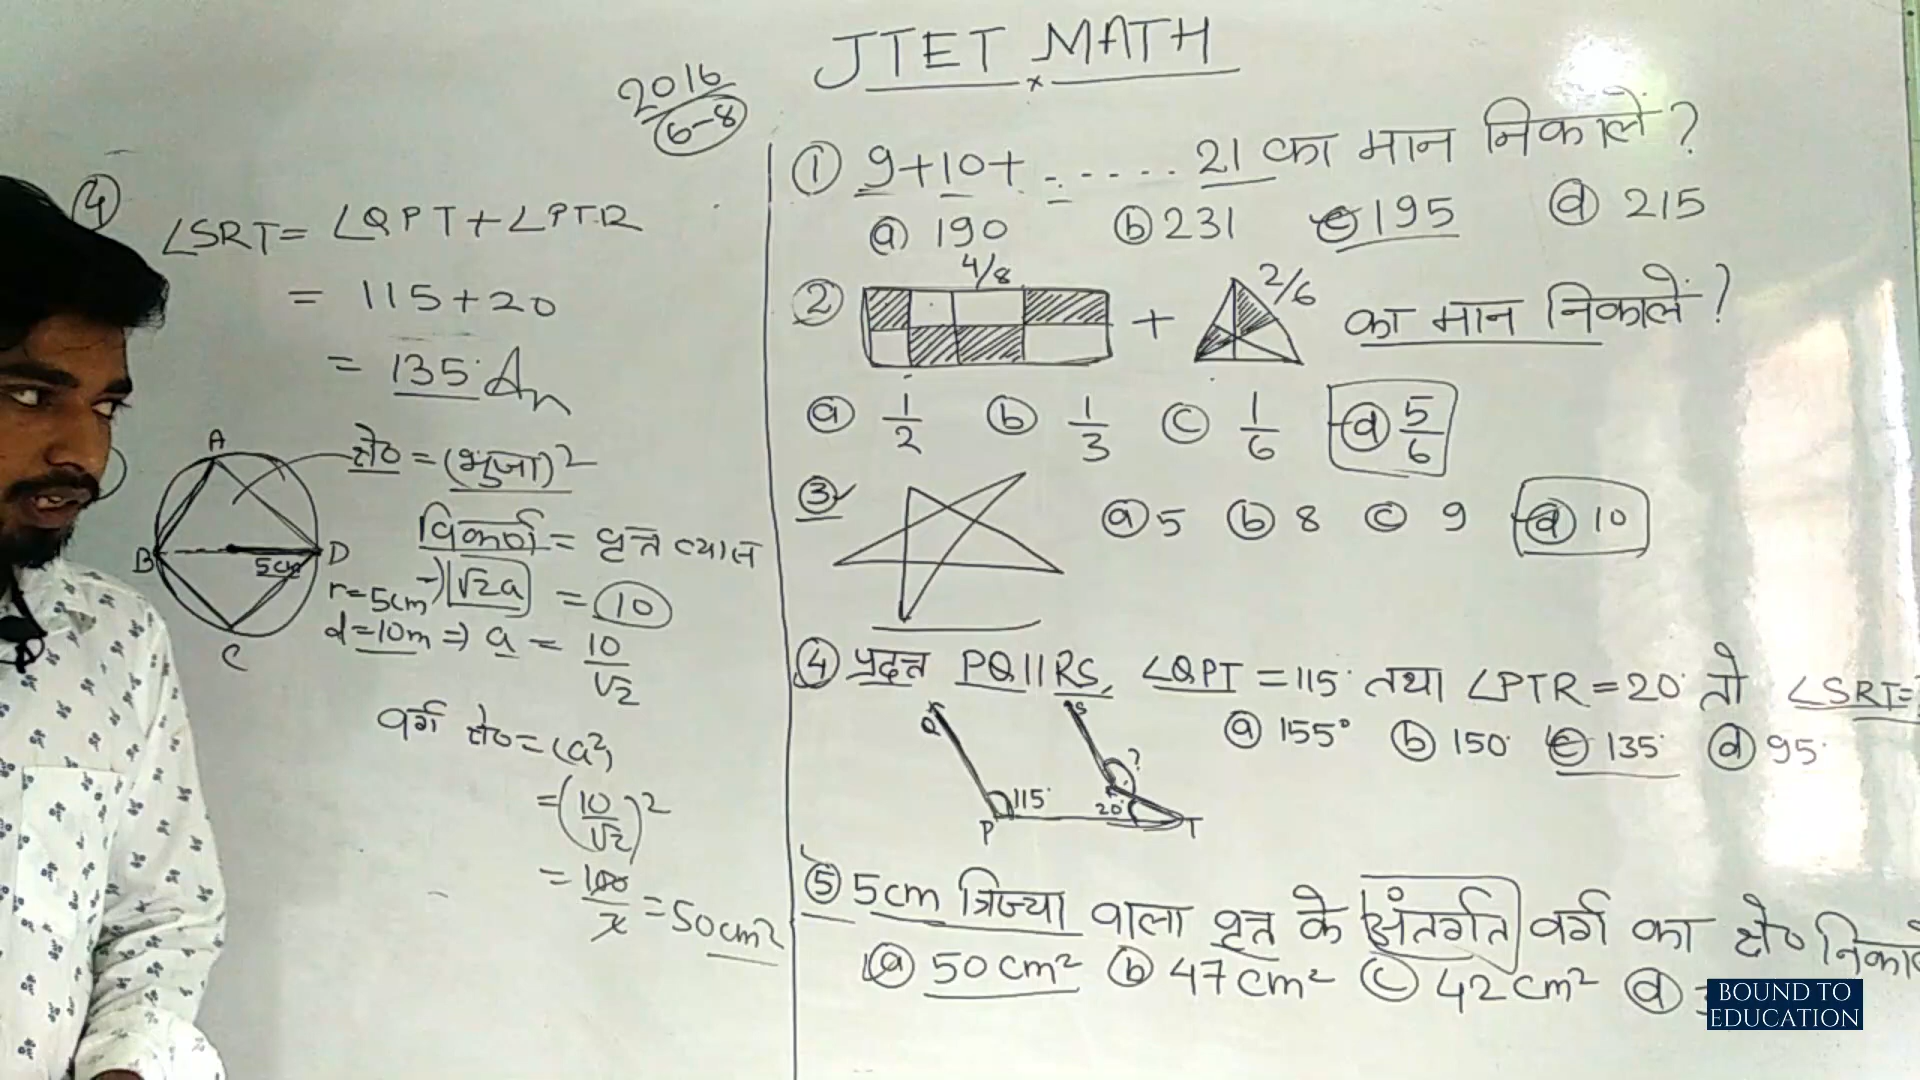 JTET MATH
2016
6-8
① 9+10+ ...... 21 का मान निकालें?
ⓐ 190 ⓑ 231 ⓒ 195 ⓓ 215
② 4/8 + 2/6 का मान निकालें?
ⓐ 1/2 ⓑ 1/3 ⓒ 1/6 ⓓ 5/6
③ ⓐ 5 ⓑ 8 ⓒ 9 ⓓ 10
④ प्रदत्त PQ||RS, ∠QPT = 115° तथा ∠PTR = 20° तो ∠SRT=?
ⓐ 155° ⓑ 150° ⓒ 135° ⓓ 95°
Q S ?
115° 20°
P R T
⑤ 5cm त्रिज्या वाला वृत्त के अंतर्गत वर्ग का क्षे०
ⓐ 50 cm² ⓑ 47 cm² ⓒ 42 cm² ⓓ
④
∠SRT = ∠QPT + ∠PTR
= 115 + 20
= 135° An
A
B D
5cm
C
क्षे० = (भुजा)²
विकर्ण = वृत्त व्यास
r=5cm √2a = 10
d=10m ⇒ a = 10/√2
वर्ग क्षे० = (a²)
= (10/√2)²
= 100/2 = 50cm²
BOUND TO
EDUCATION